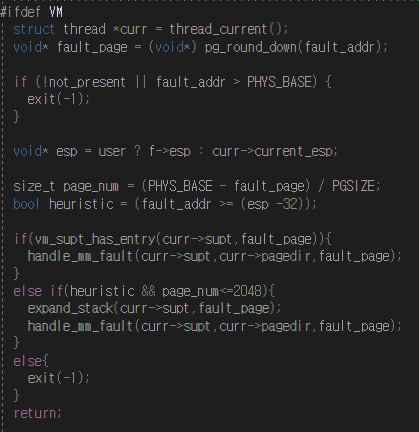 #ifdef VM
struct thread *curr = thread_current();
void* fault_page = (void*) pg_round_down(fault_addr);
if (!not_present || fault_addr > PHYS_BASE) {
exit(-1);
}
void* esp = user ? f->esp : curr->current_esp;
size_t page_num = (PHYS_BASE - fault_page) / PGSIZE;
bool heuristic = (fault_addr >= (esp -32));
if(vm_supt_has_entry(curr->supt,fault_page)){
handle_mm_fault(curr->supt,curr->pagedir,fault_page);
}
else if(heuristic && page_num<=2048){
expand_stack(curr->supt,fault_page);
handle_mm_fault(curr->supt,curr->pagedir,fault_page);
}
else{
exit(-1);
}
return;